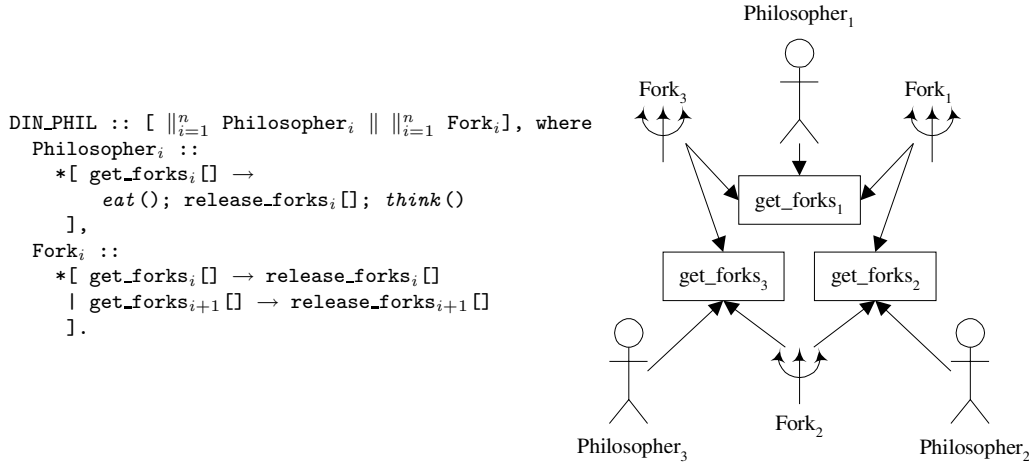 DIN_PHIL :: [ ∥ⁿᵢ₌₁ Philosopherᵢ ∥ ∥ⁿᵢ₌₁ Forkᵢ], where
Philosopherᵢ ::
*[ get_forksᵢ[] →
eat(); release_forksᵢ[]; think()
],
Forkᵢ ::
*[ get_forksᵢ[] → release_forksᵢ[]
| get_forksᵢ₊₁[] → release_forksᵢ₊₁[]
].
Philosopher₁
Fork₃
Fork₁
get_forks₁
get_forks₃
get_forks₂
Fork₂
Philosopher₃
Philosopher₂